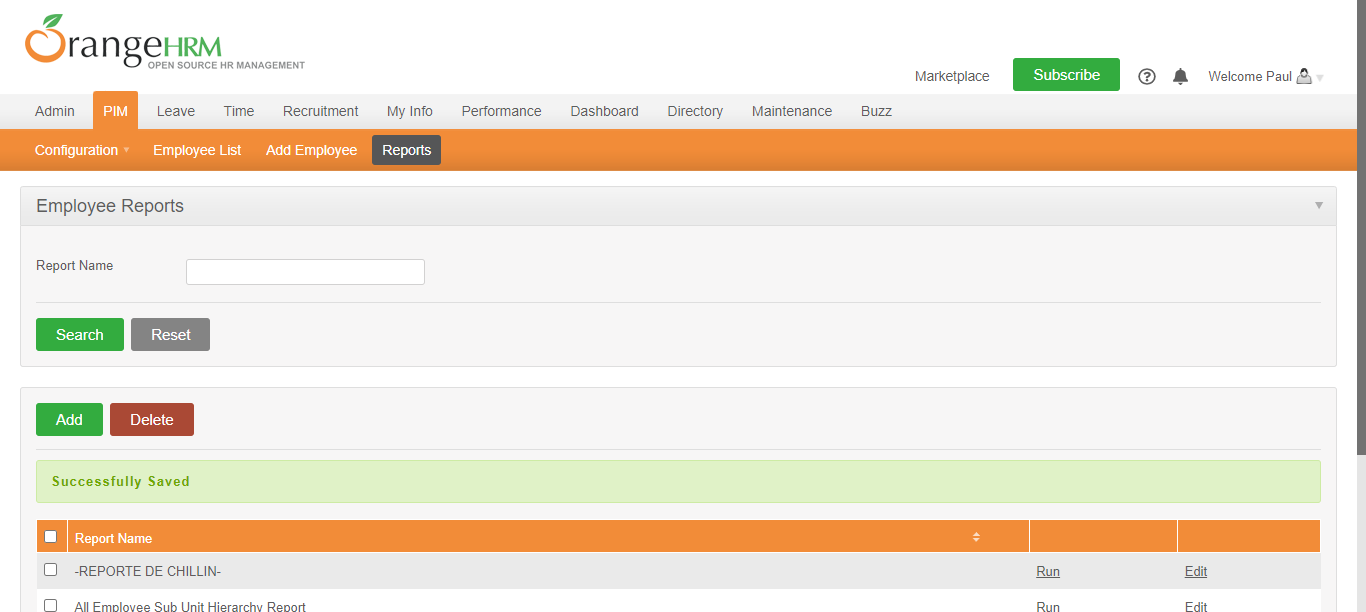 OrangeHRM
OPEN SOURCE HR MANAGEMENT
Marketplace
Subscribe
Welcome Paul
Admin PIM Leave Time Recruitment My Info Performance Dashboard Directory Maintenance Buzz
Configuration Employee List Add Employee Reports
Employee Reports
Report Name
Search Reset
Add Delete
Successfully Saved
Report Name
-REPORTE DE CHILLIN- Run Edit
All Employee Sub Unit Hierarchy Report Run Edit